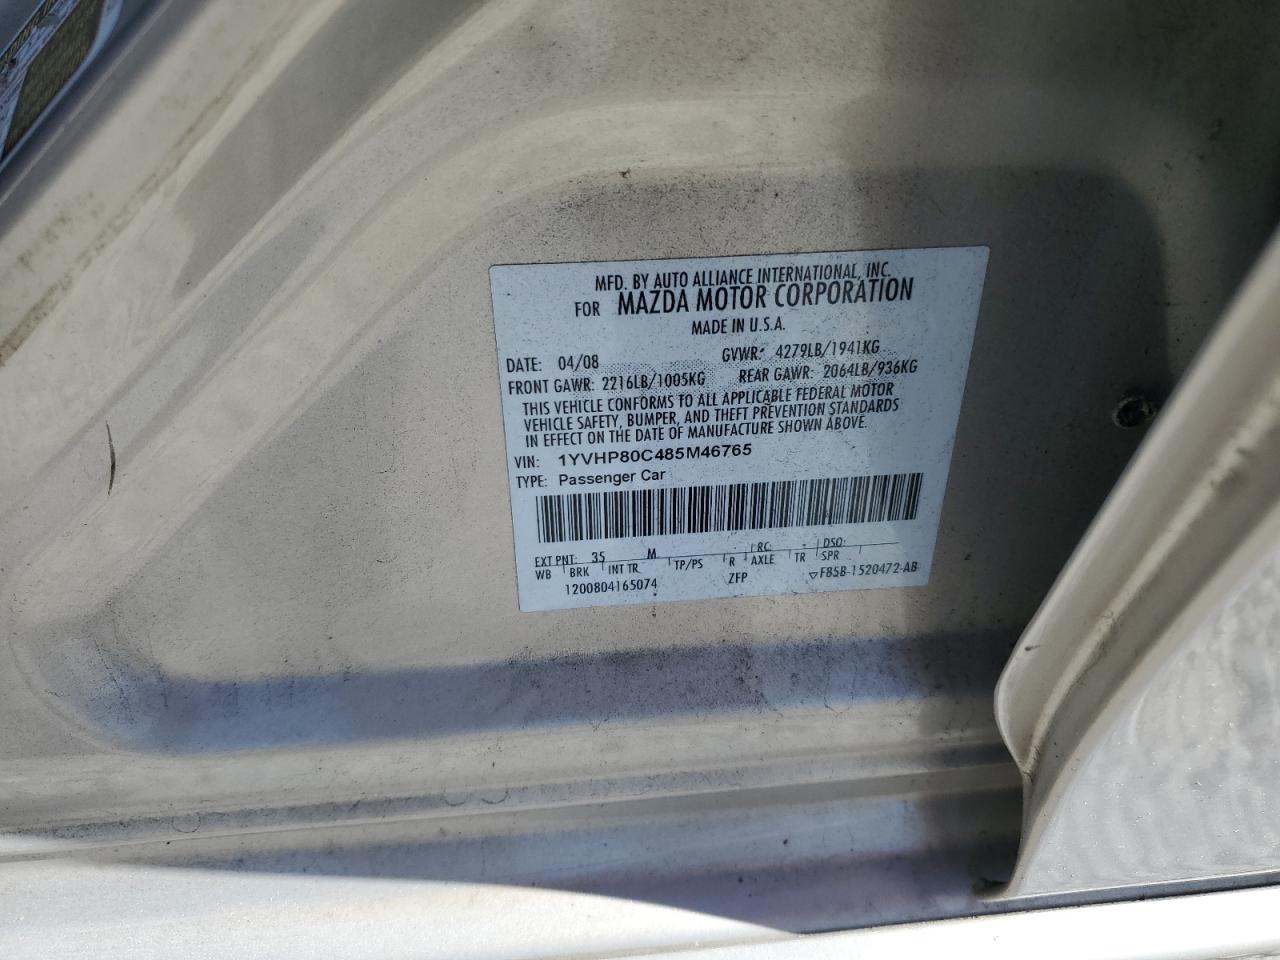 MFD. BY AUTO ALLIANCE INTERNATIONAL, INC.
FOR MAZDA MOTOR CORPORATION
MADE IN U.S.A.
DATE: 04/08 GVWR: 4279LB/1941KG
FRONT GAWR: 2216LB/1005KG REAR GAWR: 2064LB/936KG
THIS VEHICLE CONFORMS TO ALL APPLICABLE FEDERAL MOTOR
VEHICLE SAFETY, BUMPER, AND THEFT PREVENTION STANDARDS
IN EFFECT ON THE DATE OF MANUFACTURE SHOWN ABOVE.
VIN: 1YVHP80C485M46765
TYPE: Passenger Car
EXT PNT: 35 M RC: - DSO:
WB BRK INT TR TP/PS R AXLE TR SPR
1200804165074 ZFP F85B-1520472-AB